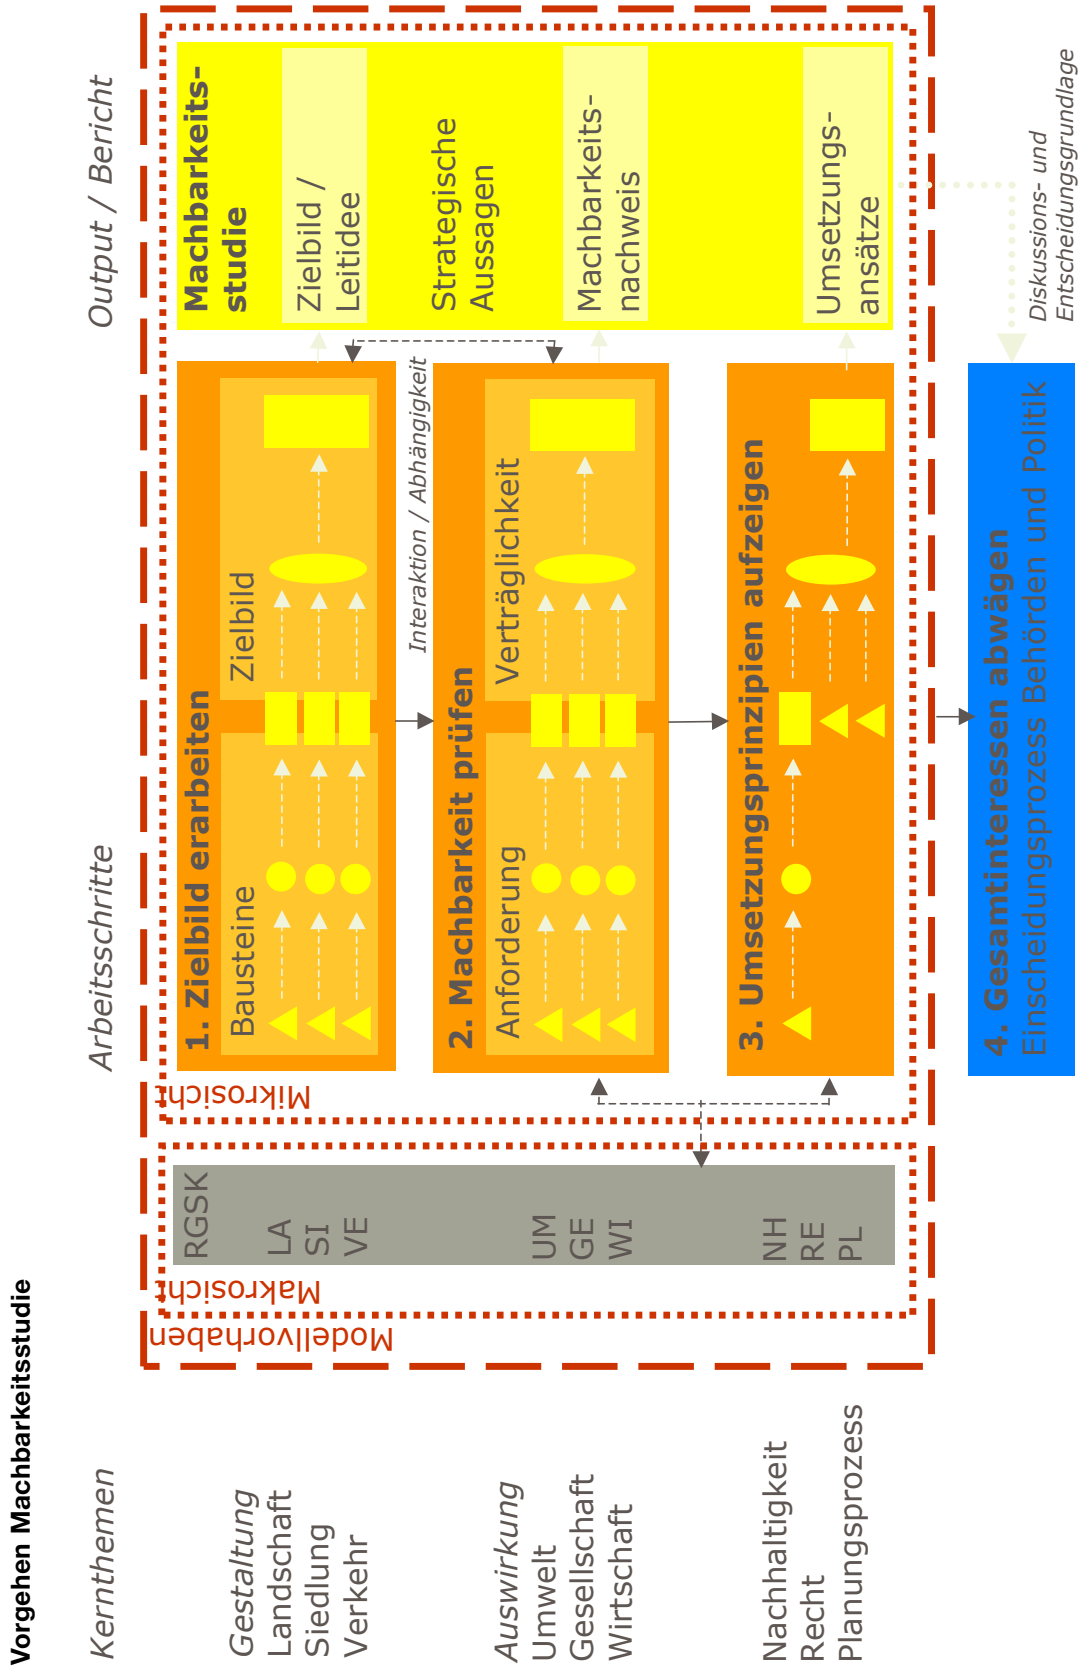 Vorgehen Machbarkeitsstudie
Kernthemen
Arbeitsschritte
Output / Bericht
Gestaltung
Landschaft
Siedlung
Verkehr
Auswirkung
Umwelt
Gesellschaft
Wirtschaft
Nachhaltigkeit
Recht
Planungsprozess
Modellvorhaben
Makrosicht
RGSK
LA
SI
VE
UM
GE
WI
NH
RE
PL
Mikrosicht
1. Zielbild erarbeiten
Bausteine
Zielbild
Interaktion / Abhängigkeit
2. Machbarkeit prüfen
Anforderung
Verträglichkeit
3. Umsetzungsprinzipien aufzeigen
4. Gesamtinteressen abwägen
Einscheidungsprozess Behörden und Politik
Machbarkeits-
studie
Zielbild /
Leitidee
Strategische
Aussagen
Machbarkeits-
nachweis
Umsetzungs-
ansätze
Diskussions- und
Entscheidungsgrundlage